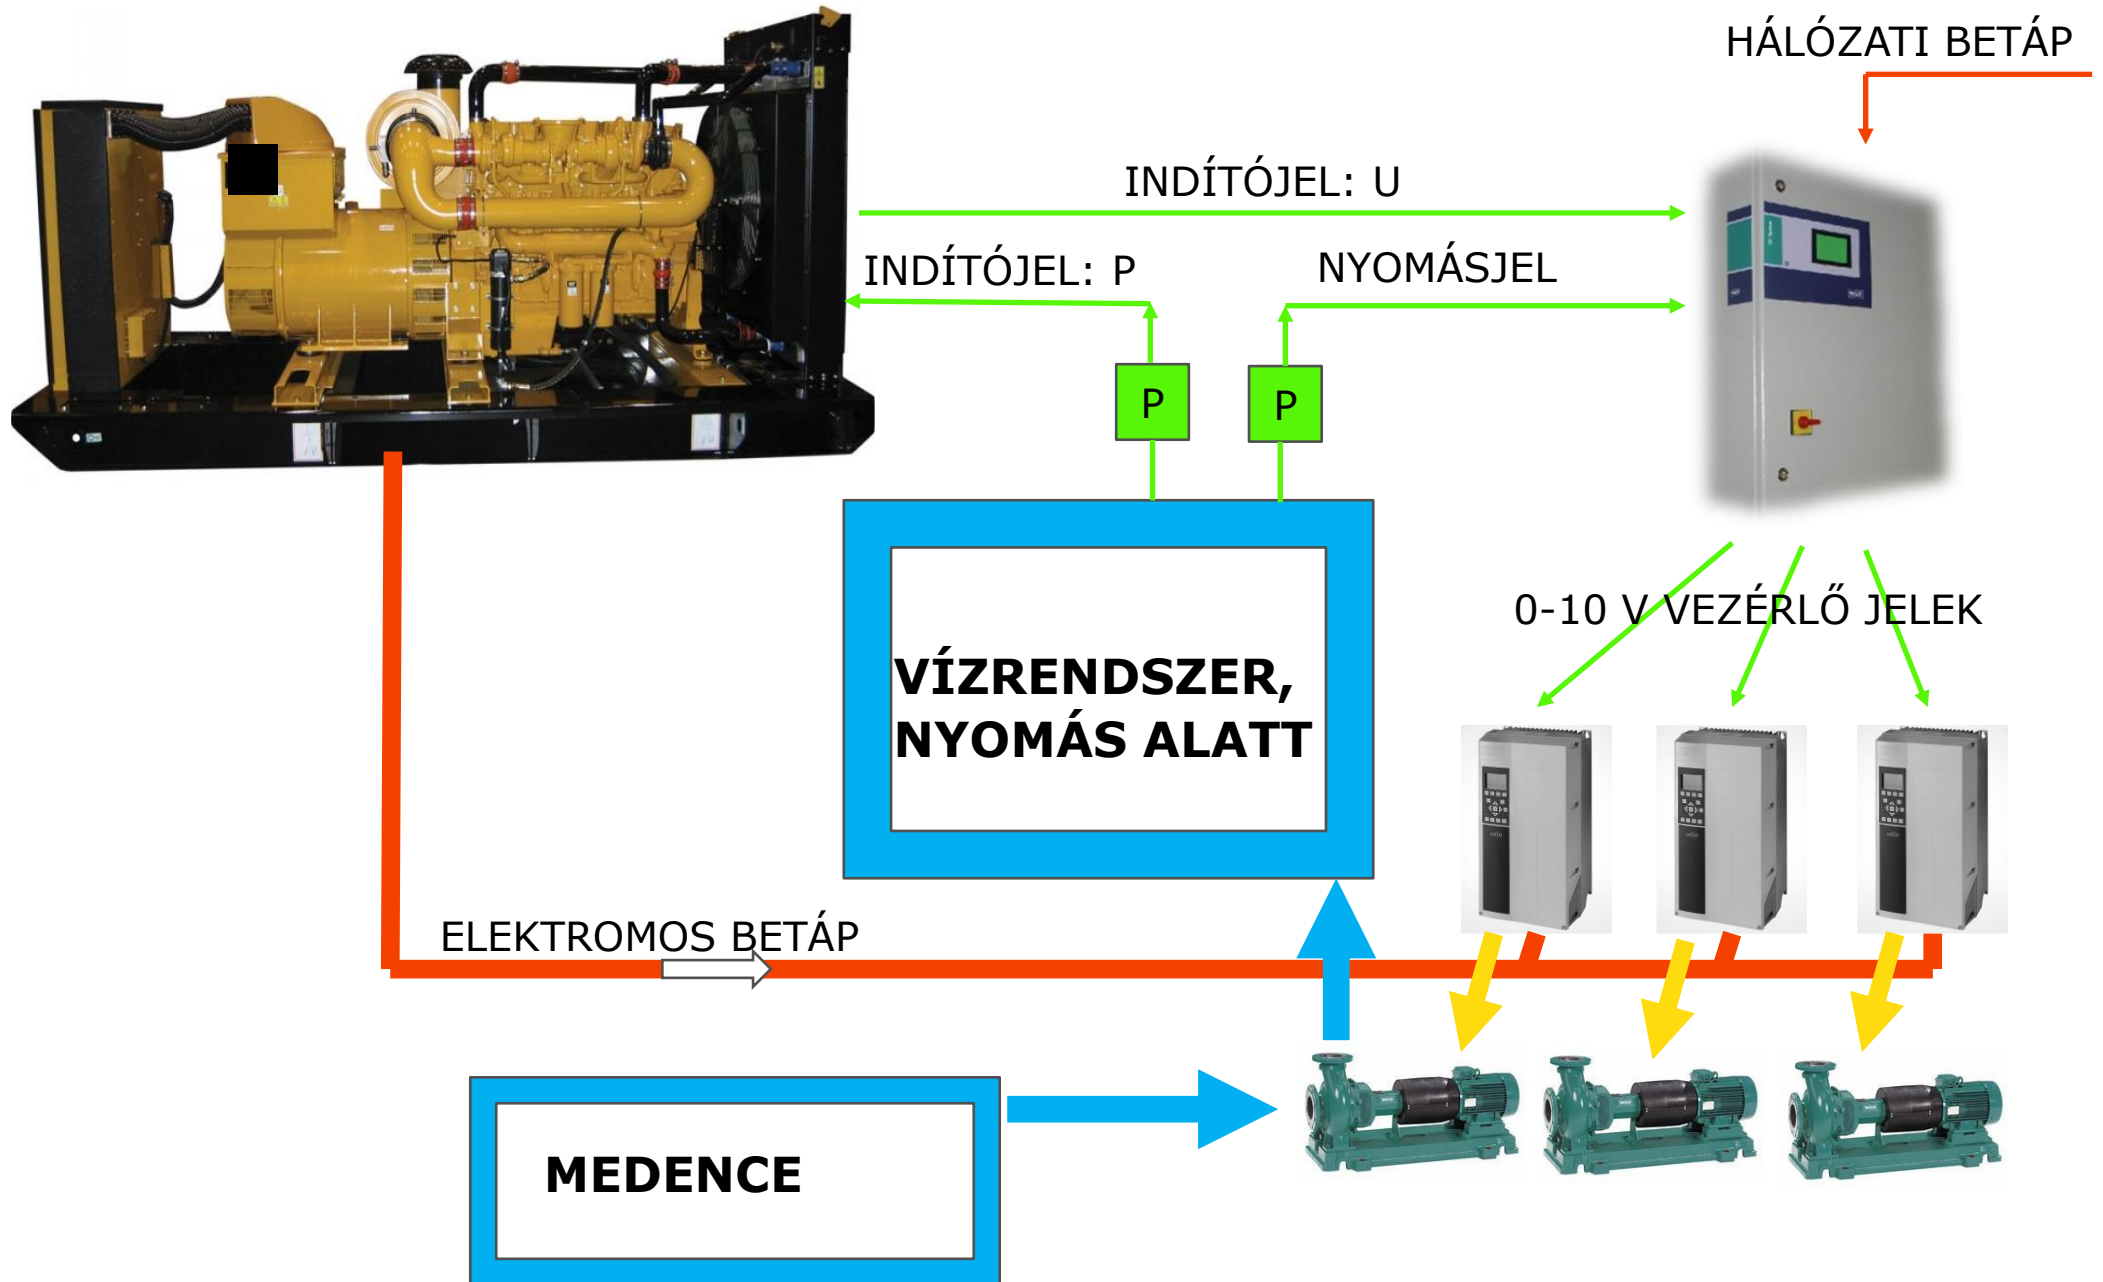 HÁLÓZATI BETÁP
INDÍTÓJEL: U
INDÍTÓJEL: P
NYOMÁSJEL
P
P
0-10 V VEZÉRLŐ JELEK
VÍZRENDSZER,
NYOMÁS ALATT
ELEKTROMOS BETÁP
MEDENCE